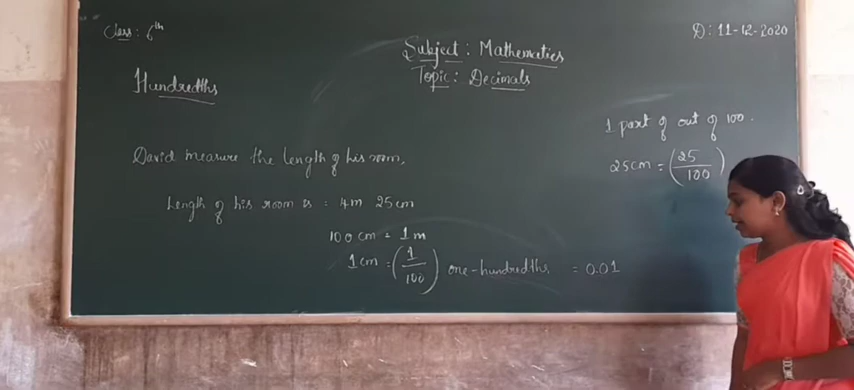 Class: 6th
D: 11-12-2020
Subject: Mathematics
Topic: Decimals
Hundredths
1 part of out of 100.
25cm = (25/100)
David measure the length of his room,
Length of his room is = 4m 25cm
100 cm = 1 m
1 cm = (1/100) one-hundredths = 0.01